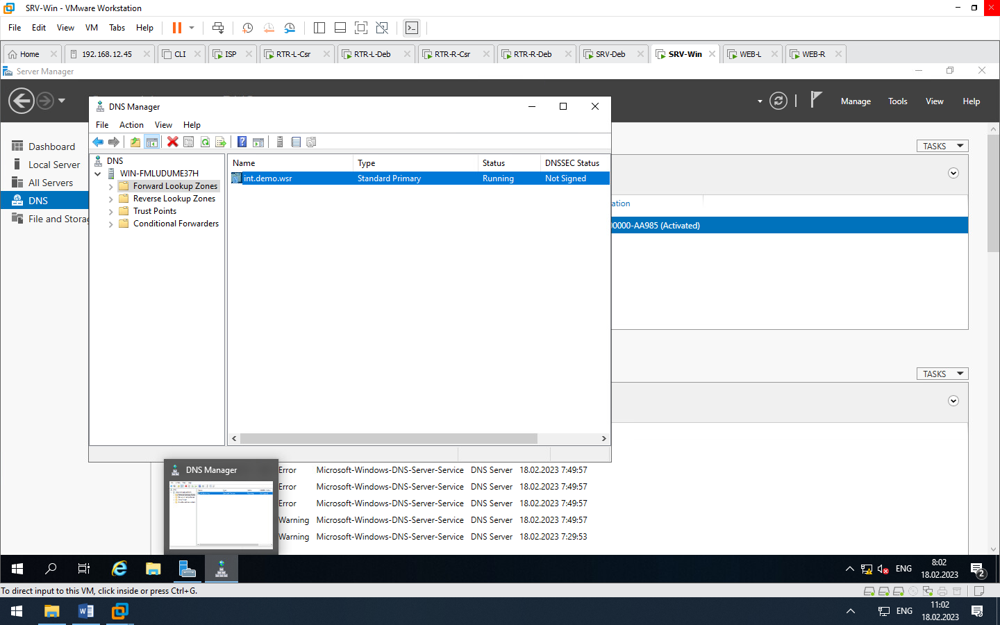 SRV-Win - VMware Workstation
File Edit View VM Tabs Help
Home 192.168.12.45 CLI ISP RTR-L-Csr RTR-L-Deb RTR-R-Csr RTR-R-Deb SRV-Deb SRV-Win WEB-L WEB-R
Server Manager
Manage Tools View Help
DNS Manager
File Action View Help
Dashboard
Local Server
All Servers
DNS
File and Storag
DNS
WIN-FMLUDUME37H
Forward Lookup Zones
Reverse Lookup Zones
Trust Points
Conditional Forwarders
Name Type Status DNSSEC Status
int.demo.wsr Standard Primary Running Not Signed
TASKS
ation
00000-AA985 (Activated)
TASKS
DNS Manager
Error Microsoft-Windows-DNS-Server-Service DNS Server 18.02.2023 7:49:57
Error Microsoft-Windows-DNS-Server-Service DNS Server 18.02.2023 7:49:57
Error Microsoft-Windows-DNS-Server-Service DNS Server 18.02.2023 7:49:57
Warning Microsoft-Windows-DNS-Server-Service DNS Server 18.02.2023 7:49:57
Warning Microsoft-Windows-DNS-Server-Service DNS Server 18.02.2023 7:29:53
ENG
8:02
18.02.2023
2
To direct input to this VM, click inside or press Ctrl+G.
ENG
11:02
18.02.2023